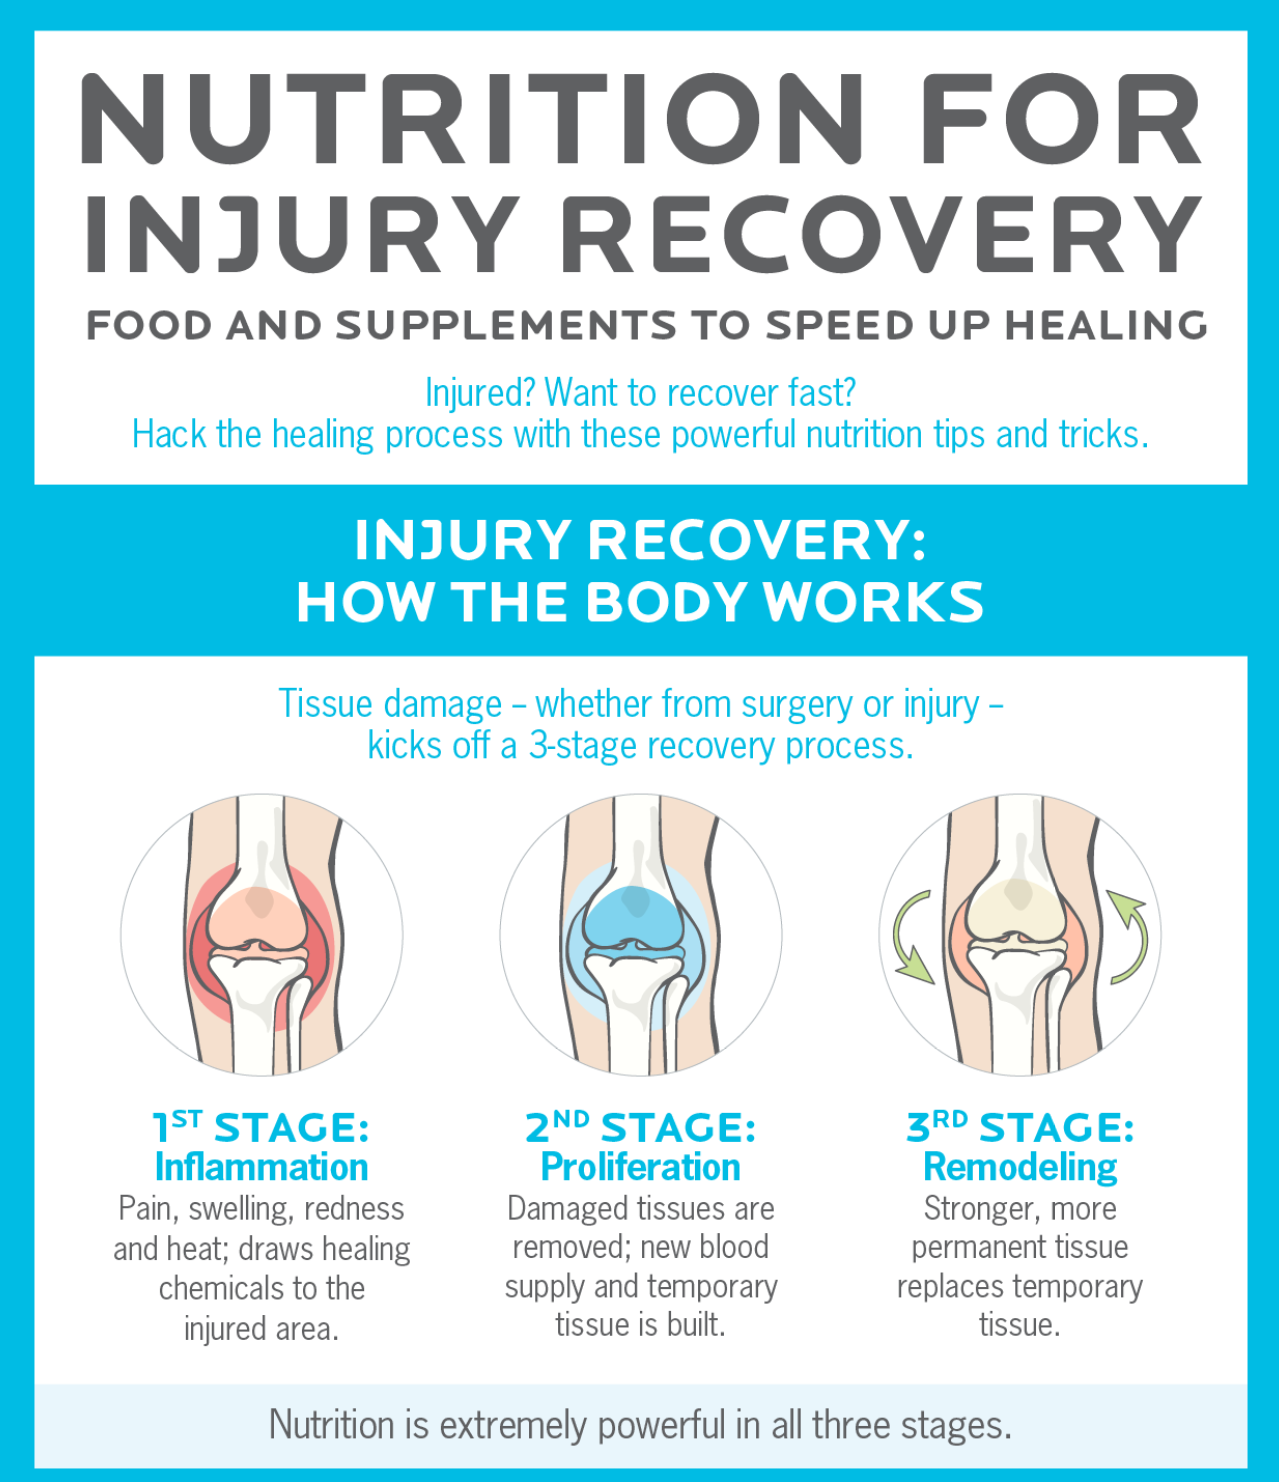 NUTRITION FOR
INJURY RECOVERY
FOOD AND SUPPLEMENTS TO SPEED UP HEALING
Injured? Want to recover fast?
Hack the healing process with these powerful nutrition tips and tricks.
INJURY RECOVERY:
HOW THE BODY WORKS
Tissue damage – whether from surgery or injury –
kicks off a 3-stage recovery process.
1ST STAGE:
Inflammation
Pain, swelling, redness
and heat; draws healing
chemicals to the
injured area.
2ND STAGE:
Proliferation
Damaged tissues are
removed; new blood
supply and temporary
tissue is built.
3RD STAGE:
Remodeling
Stronger, more
permanent tissue
replaces temporary
tissue.
Nutrition is extremely powerful in all three stages.